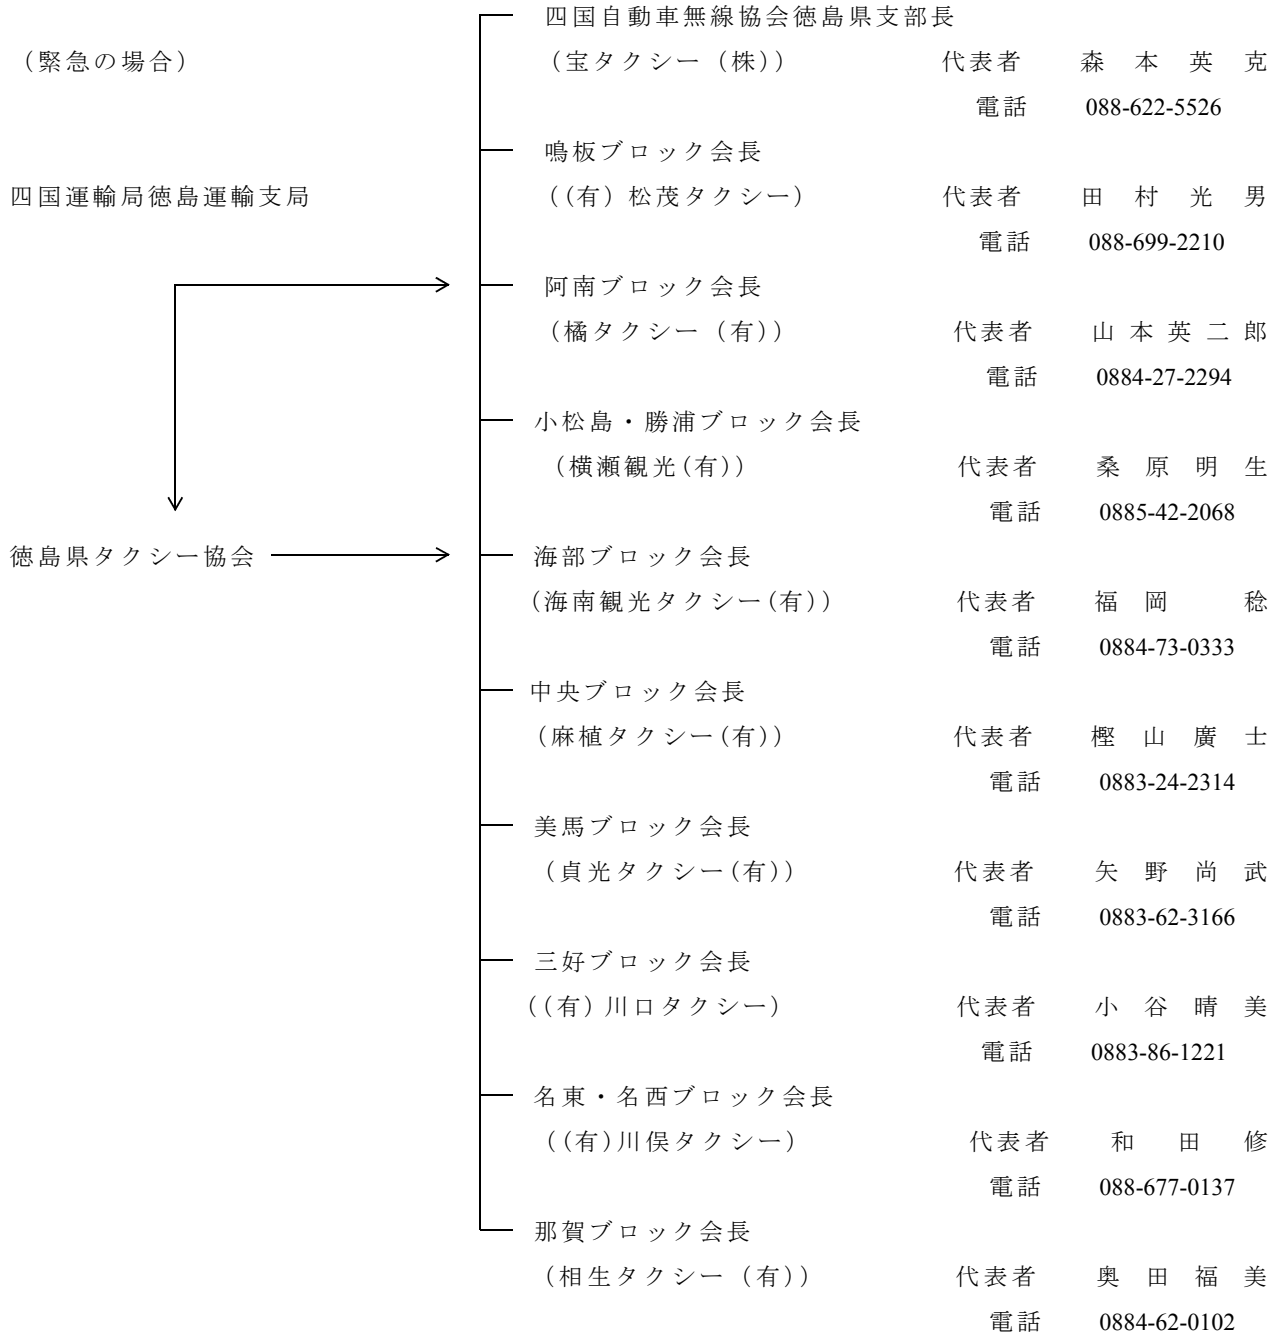 四国自動車無線協会徳島県支部長
（緊急の場合） （宝タクシー（株）） 代表者 森本英克
電話 088-622-5526
鳴板ブロック会長
四国運輸局徳島運輸支局 （（有）松茂タクシー） 代表者 田村光男
電話 088-699-2210
阿南ブロック会長
（橘タクシー（有）） 代表者 山本英二郎
電話 0884-27-2294
小松島・勝浦ブロック会長
（横瀬観光（有）） 代表者 桑原明生
電話 0885-42-2068
徳島県タクシー協会 海部ブロック会長
（海南観光タクシー（有）） 代表者 福岡 稔
電話 0884-73-0333
中央ブロック会長
（麻植タクシー（有）） 代表者 樫山廣士
電話 0883-24-2314
美馬ブロック会長
（貞光タクシー（有）） 代表者 矢野尚武
電話 0883-62-3166
三好ブロック会長
（（有）川口タクシー） 代表者 小谷晴美
電話 0883-86-1221
名東・名西ブロック会長
（（有）川俣タクシー） 代表者 和田修
電話 088-677-0137
那賀ブロック会長
（相生タクシー（有）） 代表者 奥田福美
電話 0884-62-0102